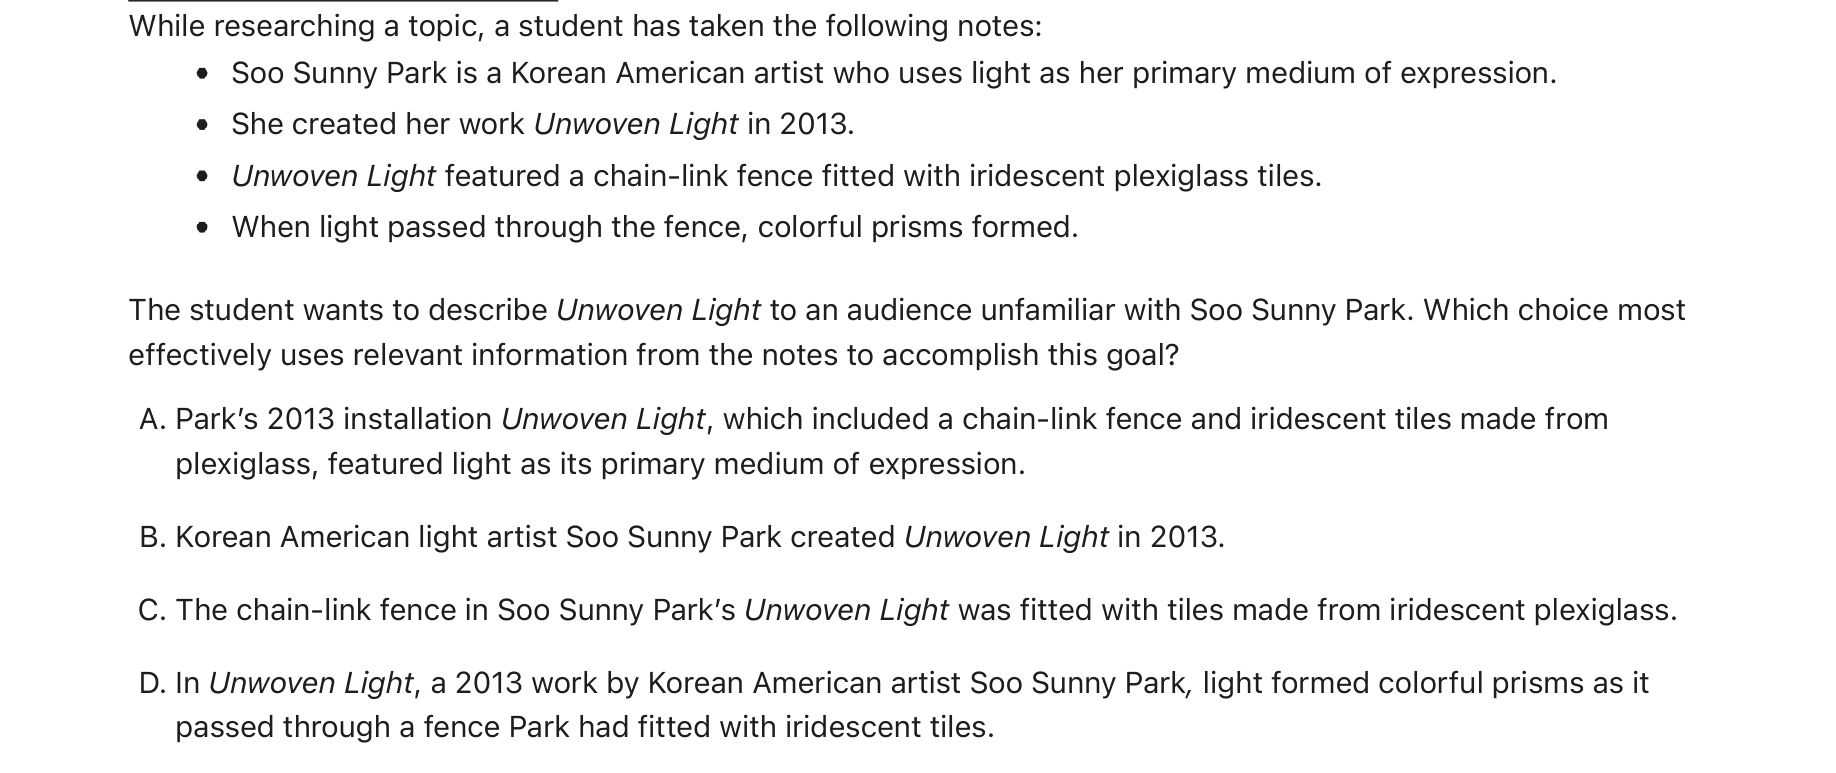 While researching a topic, a student has taken the following notes:
• Soo Sunny Park is a Korean American artist who uses light as her primary medium of expression.
• She created her work Unwoven Light in 2013.
• Unwoven Light featured a chain-link fence fitted with iridescent plexiglass tiles.
• When light passed through the fence, colorful prisms formed.
The student wants to describe Unwoven Light to an audience unfamiliar with Soo Sunny Park. Which choice most
effectively uses relevant information from the notes to accomplish this goal?
A. Park’s 2013 installation Unwoven Light, which included a chain-link fence and iridescent tiles made from
plexiglass, featured light as its primary medium of expression.
B. Korean American light artist Soo Sunny Park created Unwoven Light in 2013.
C. The chain-link fence in Soo Sunny Park’s Unwoven Light was fitted with tiles made from iridescent plexiglass.
D. In Unwoven Light, a 2013 work by Korean American artist Soo Sunny Park, light formed colorful prisms as it
passed through a fence Park had fitted with iridescent tiles.